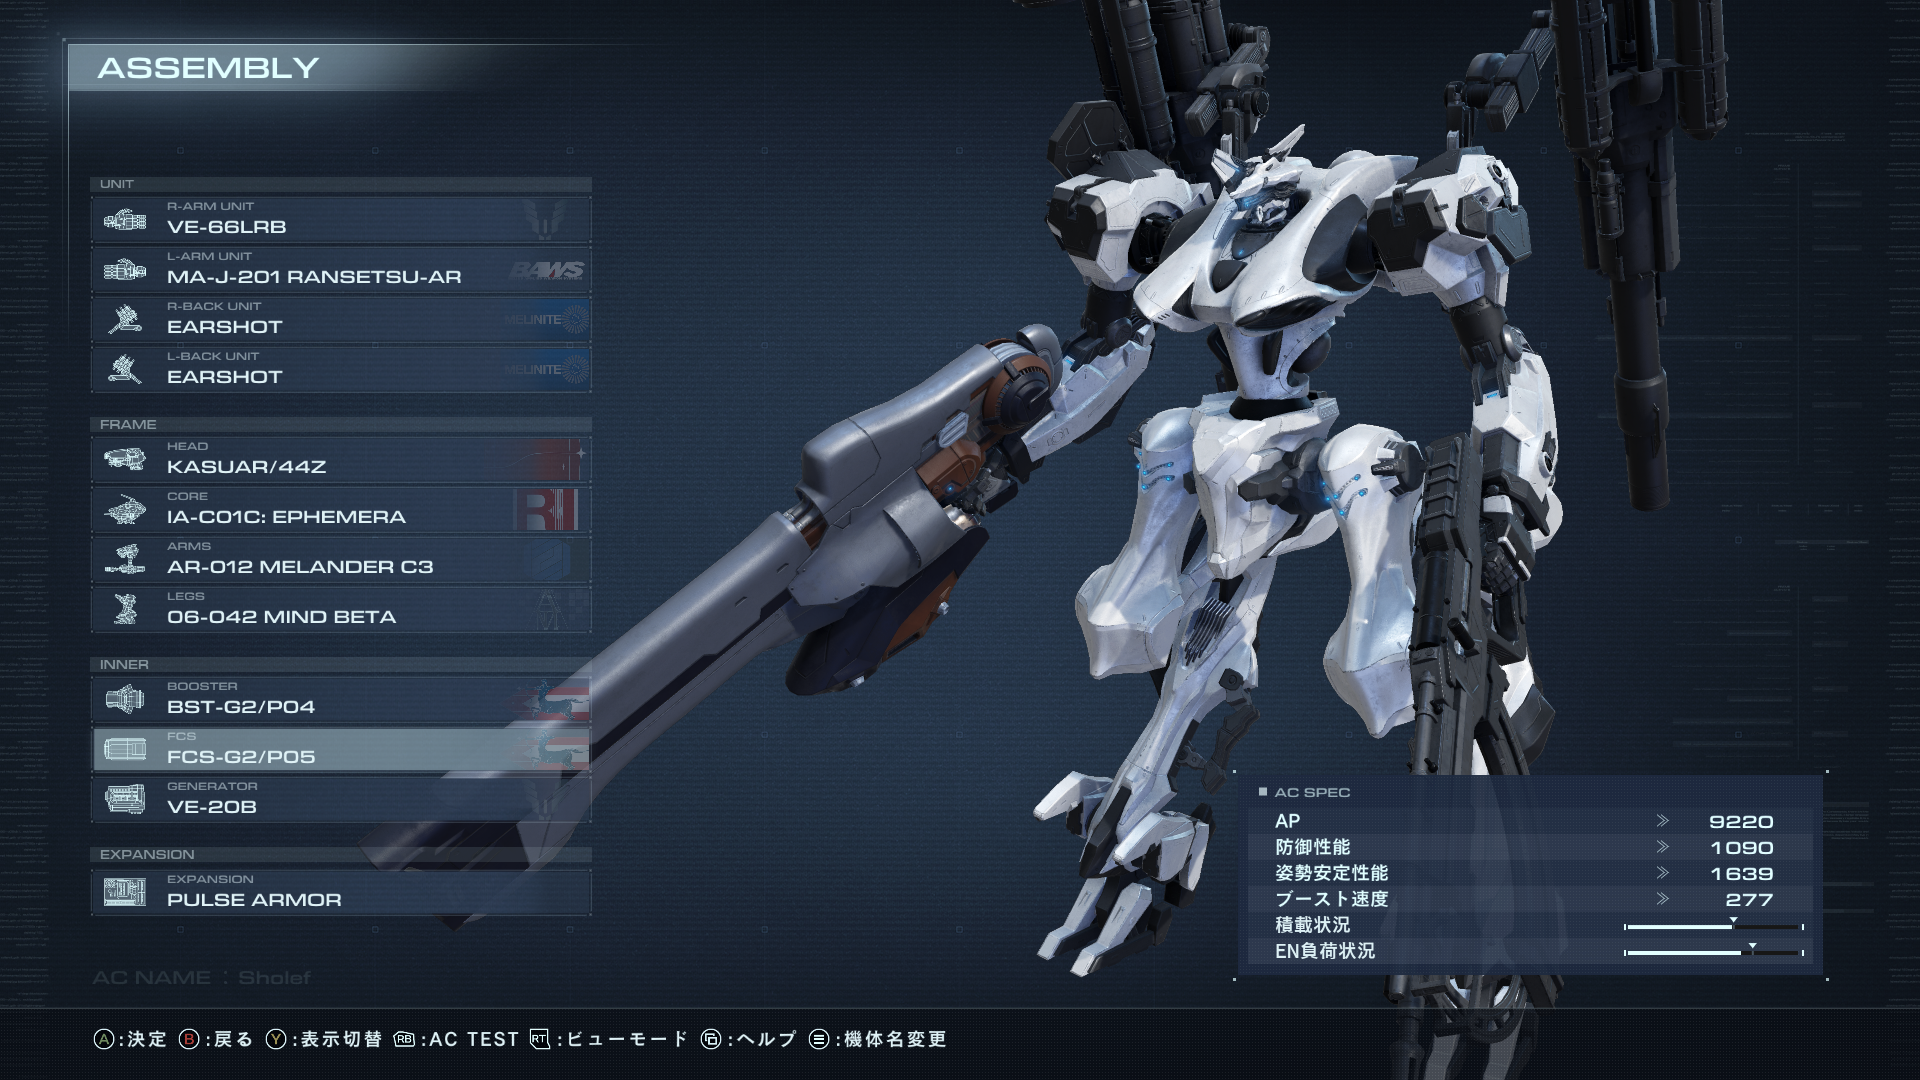 ASSEMBLY
UNIT
R-ARM UNIT
VE-66LRB
L-ARM UNIT
MA-J-201 RANSETSU-AR
BAWS
R-BACK UNIT
EARSHOT
MELINITE
L-BACK UNIT
EARSHOT
MELINITE
FRAME
HEAD
KASUAR/44Z
CORE
IA-C01C: EPHEMERA
ARMS
AR-012 MELANDER C3
LEGS
06-042 MIND BETA
INNER
BOOSTER
BST-G2/P04
FCS
FCS-G2/P05
GENERATOR
VE-20B
EXPANSION
EXPANSION
PULSE ARMOR
AC NAME : Sholef
AC SPEC
AP 9220
防御性能 1090
姿勢安定性能 1639
ブースト速度 277
積載状況
EN負荷状況
A:決定 B:戻る Y:表示切替 RB:AC TEST RT:ビューモード :ヘルプ :機体名変更